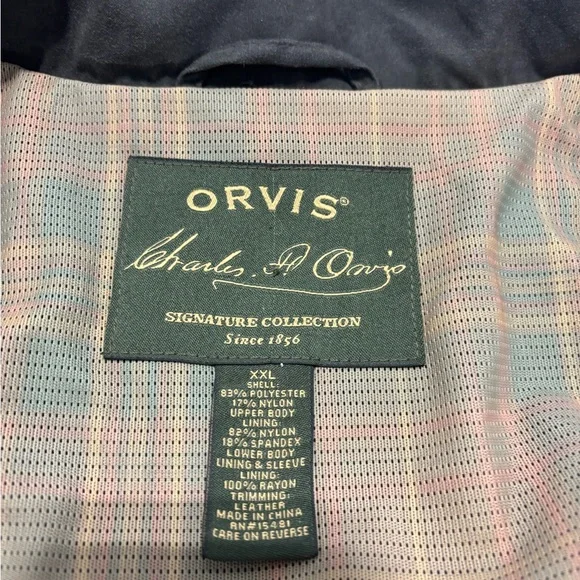 ORVIS®
Charles F Orvis
SIGNATURE COLLECTION
Since 1856
XXL
SHELL:
83% POLYESTER
17% NYLON
UPPER BODY
LINING:
82% NYLON
18% SPANDEX
LOWER BODY
LINING & SLEEVE
LINING:
100% RAYON
TRIMMING:
LEATHER
MADE IN CHINA
RN#15481
CARE ON REVERSE